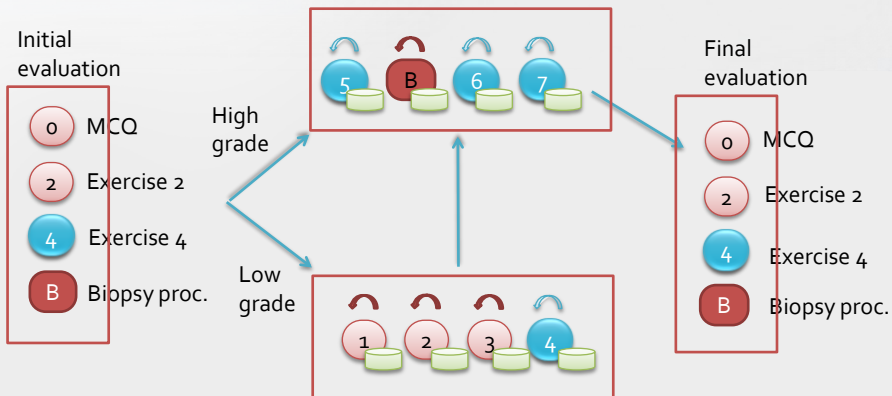 Initial
evaluation
0 MCQ
2 Exercise 2
4 Exercise 4
B Biopsy proc.
High
grade
Low
grade
5 B 6 7
1 2 3 4
Final
evaluation
0 MCQ
2 Exercise 2
4 Exercise 4
B Biopsy proc.